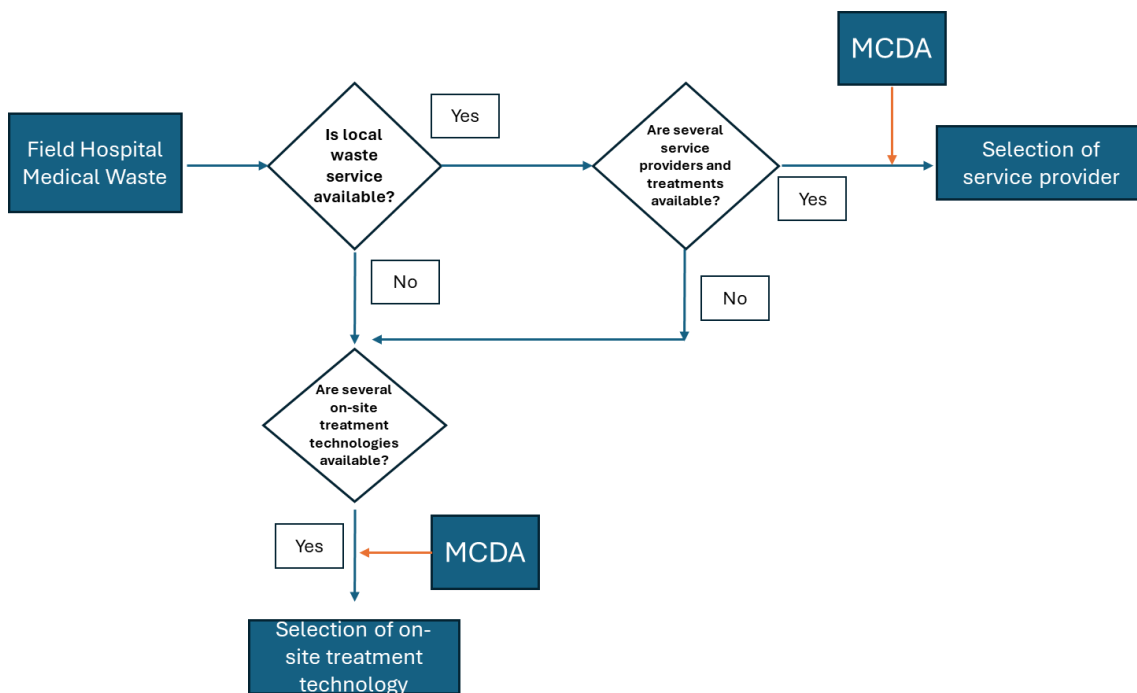 MCDA
Field Hospital
Medical Waste
Is local
waste
service
available?
Yes
Are several
service
providers and
treatments
available?
Yes
Selection of
service provider
No
No
Are several
on-site
treatment
technologies
available?
Yes
MCDA
Selection of on-
site treatment
technology